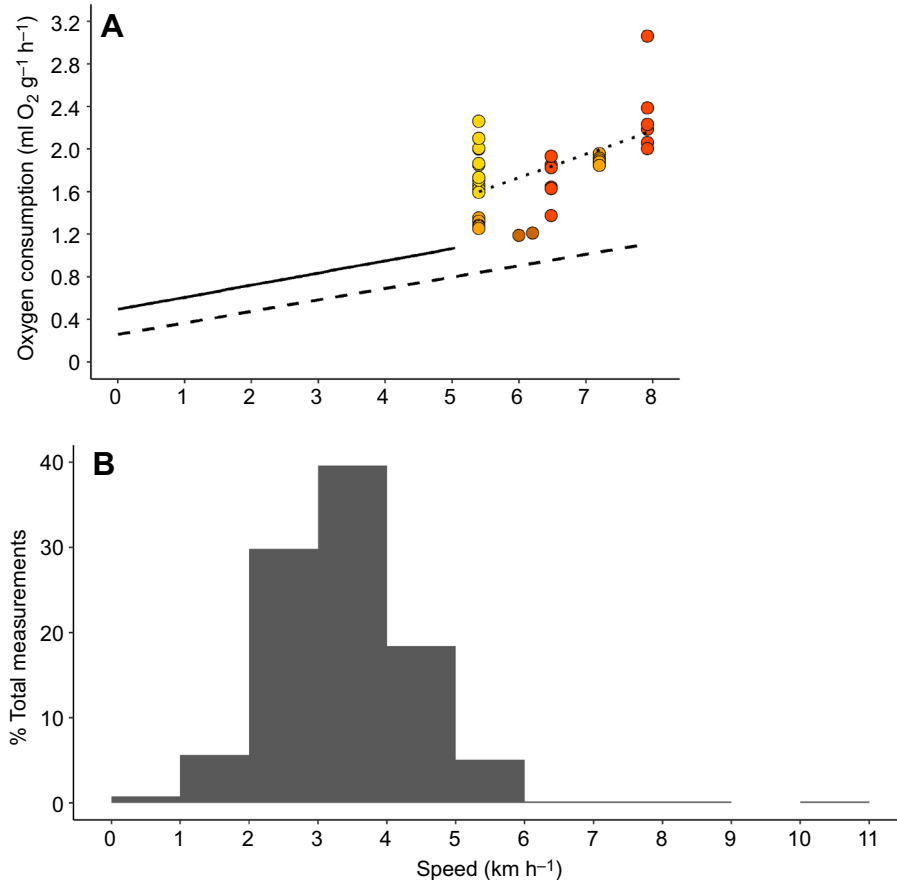 A
Oxygen consumption (ml O₂ g⁻¹ h⁻¹)
3.2
2.8
2.4
2.0
1.6
1.2
0.8
0.4
0
0 1 2 3 4 5 6 7 8
B
% Total measurements
40
30
20
10
0
0 1 2 3 4 5 6 7 8 9 10 11
Speed (km h⁻¹)